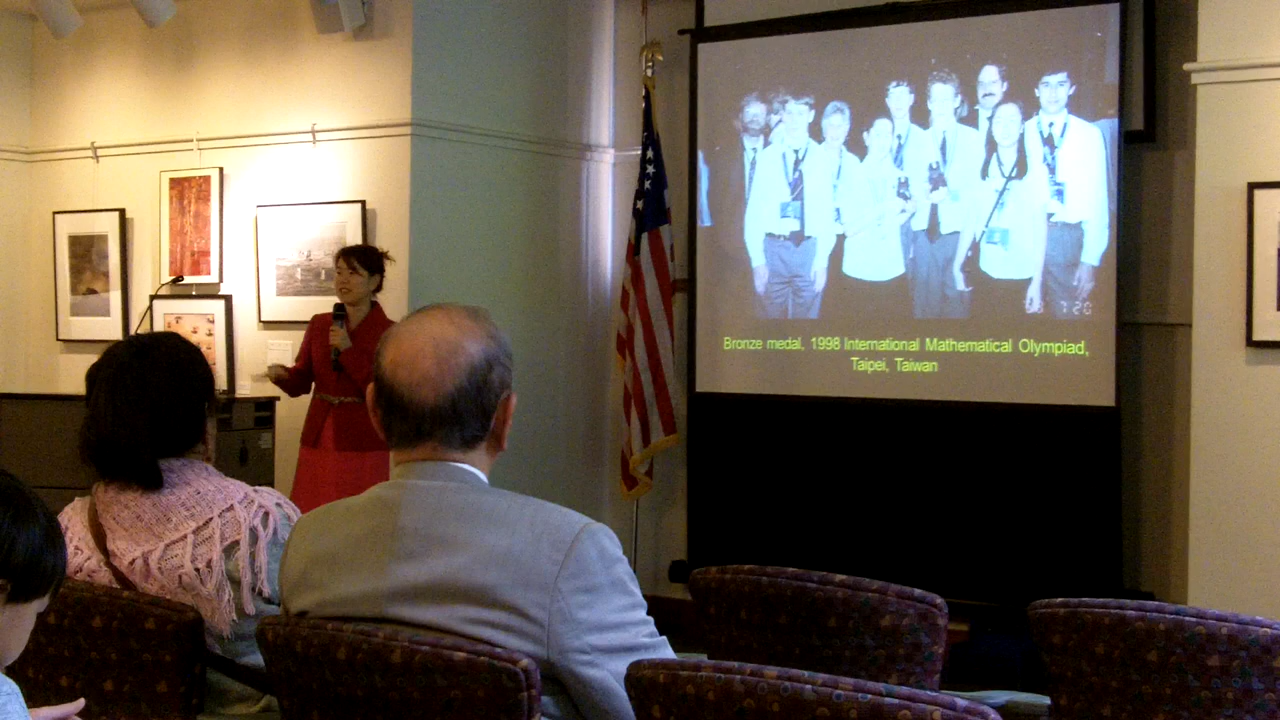 Bronze medal, 1998 International Mathematical Olympiad,
Taipei, Taiwan